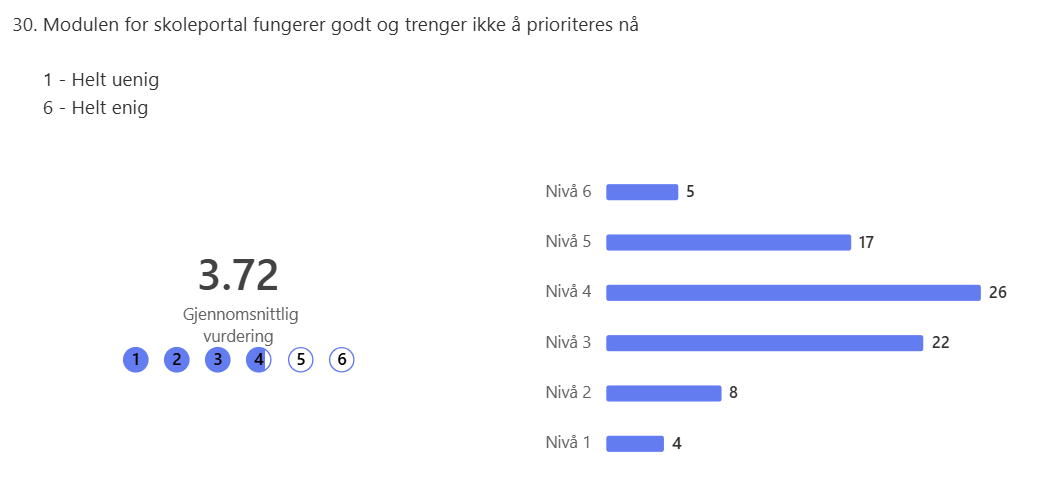 30. Modulen for skoleportal fungerer godt og trenger ikke å prioriteres nå
1 - Helt uenig
6 - Helt enig
3.72
Gjennomsnittlig
vurdering
1 2 3 4 5 6
Nivå 6 5
Nivå 5 17
Nivå 4 26
Nivå 3 22
Nivå 2 8
Nivå 1 4